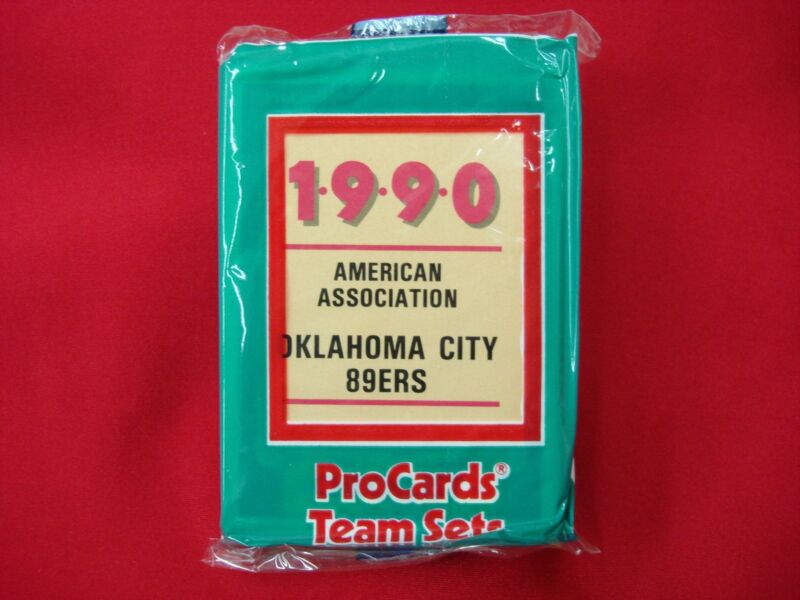 1·9·9·0
AMERICAN
ASSOCIATION
OKLAHOMA CITY
89ERS
ProCards®
Team Sets